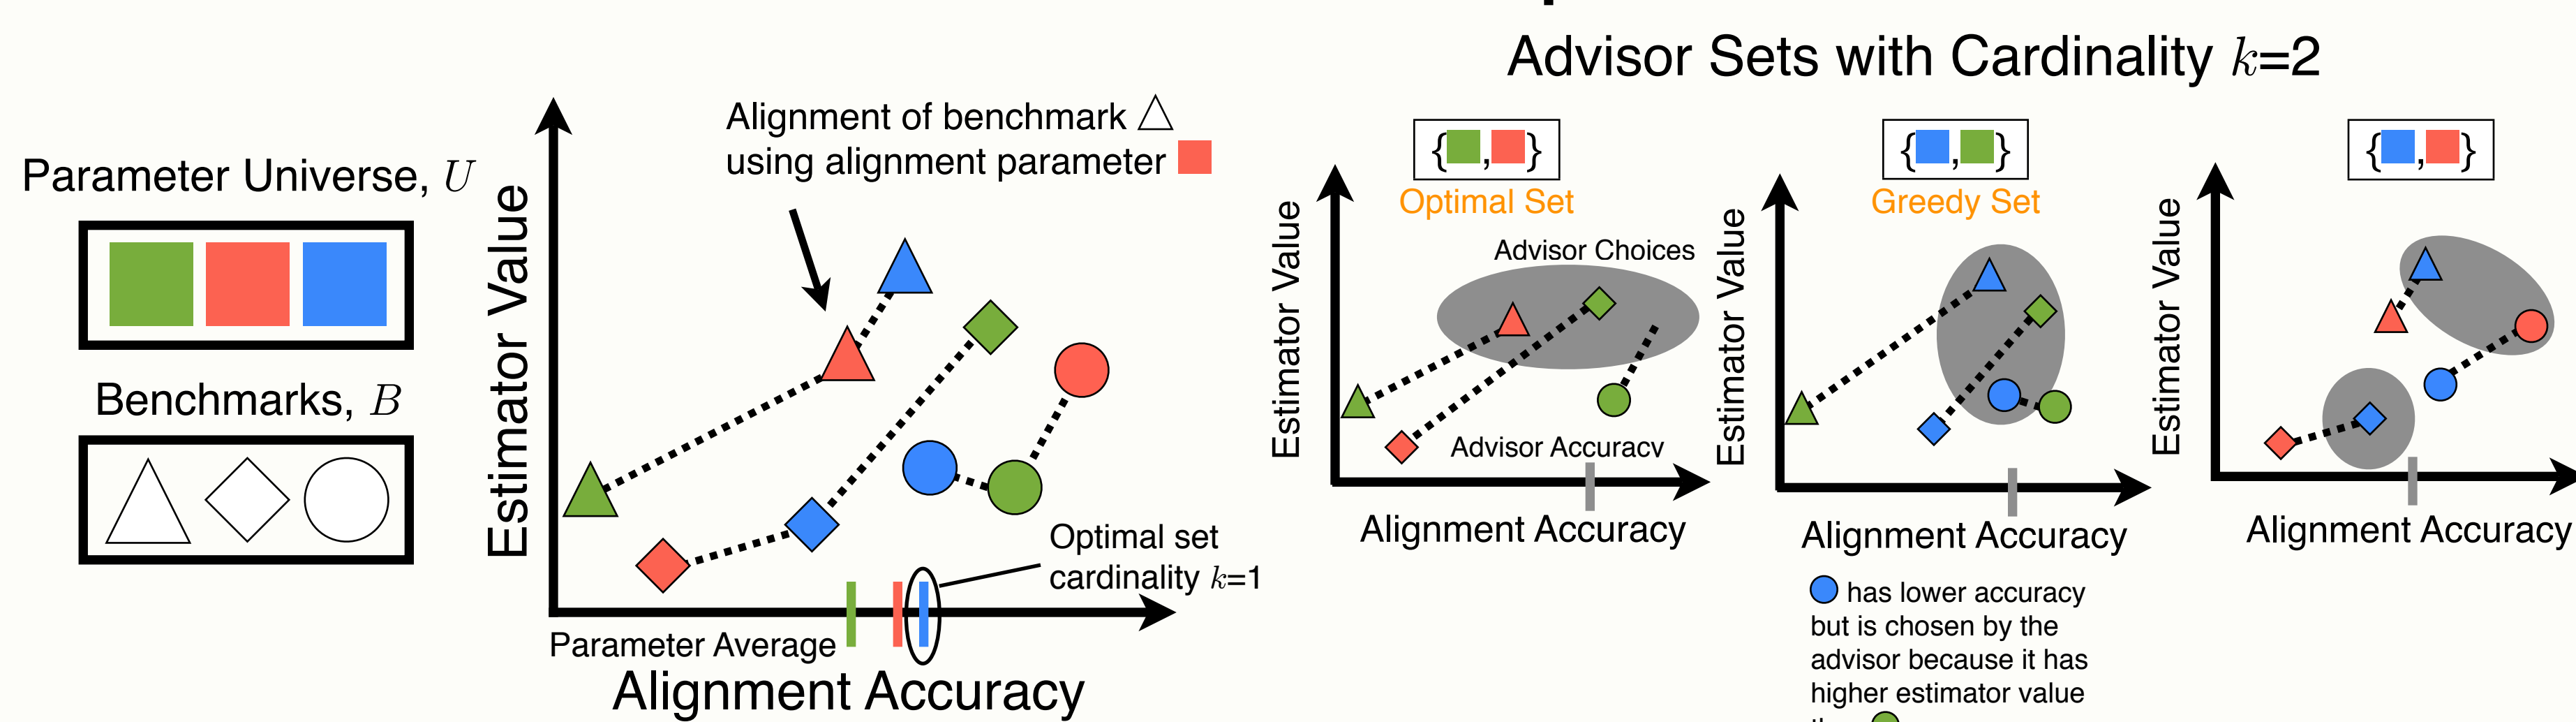 Advisor Sets with Cardinality k=2
Parameter Universe, U
Benchmarks, B
Estimator Value
Alignment of benchmark
using alignment parameter
Optimal set
cardinality k=1
Parameter Average
Alignment Accuracy
{ , }
Optimal Set
Estimator Value
Advisor Choices
Advisor Accuracy
Alignment Accuracy
{ , }
Greedy Set
Estimator Value
Alignment Accuracy
has lower accuracy
but is chosen by the
advisor because it has
higher estimator value
{ , }
Estimator Value
Alignment Accuracy